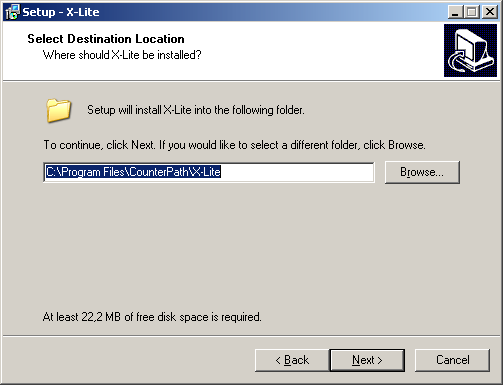 Setup - X-Lite
Select Destination Location
Where should X-Lite be installed?
Setup will install X-Lite into the following folder.
To continue, click Next. If you would like to select a different folder, click Browse.
C:\Program Files\CounterPath\X-Lite
Browse...
At least 22,2 MB of free disk space is required.
< Back
Next >
Cancel